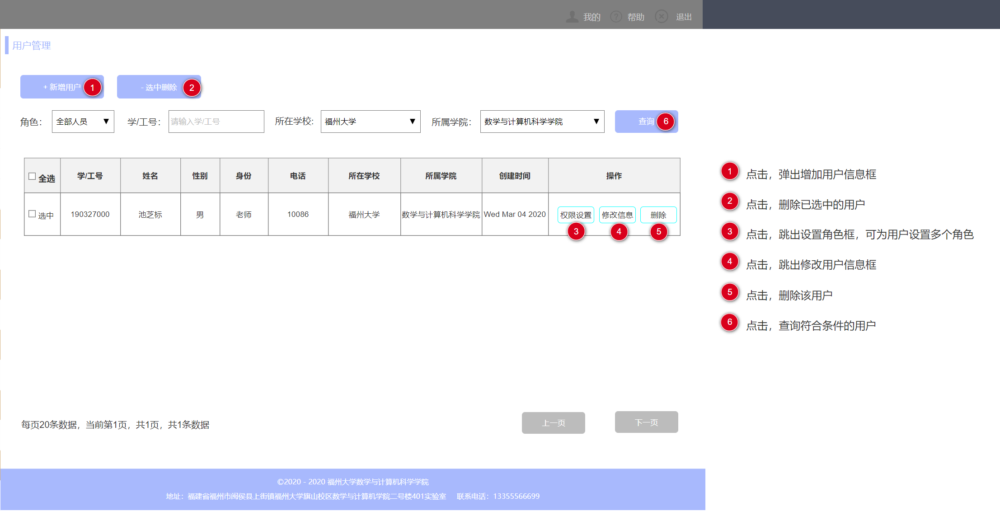 我的 帮助 退出
用户管理
+ 新增用户 1 - 选中删除 2
角色： 全部人员 ▼ 学/工号： 请输入学/工号 所在学校: 福州大学 ▼ 所属学院： 数学与计算机科学学院 ▼ 查询 6
全选 学/工号 姓名 性别 身份 电话 所在学校 所属学院 创建时间 操作
选中 190327000 池芝标 男 老师 10086 福州大学 数学与计算机科学学院 Wed Mar 04 2020 权限设置 修改信息 删除
3 4 5
1 点击，弹出增加用户信息框
2 点击，删除已选中的用户
3 点击，跳出设置角色框，可为用户设置多个角色
4 点击，跳出修改用户信息框
5 点击，删除该用户
6 点击，查询符合条件的用户
每页20条数据，当前第1页，共1页，共1条数据 上一页 下一页
©2020 - 2020 福州大学数学与计算机科学学院
地址：福建省福州市闽侯县上街镇福州大学旗山校区数学与计算机学院二号楼401实验室 联系电话：13355566699